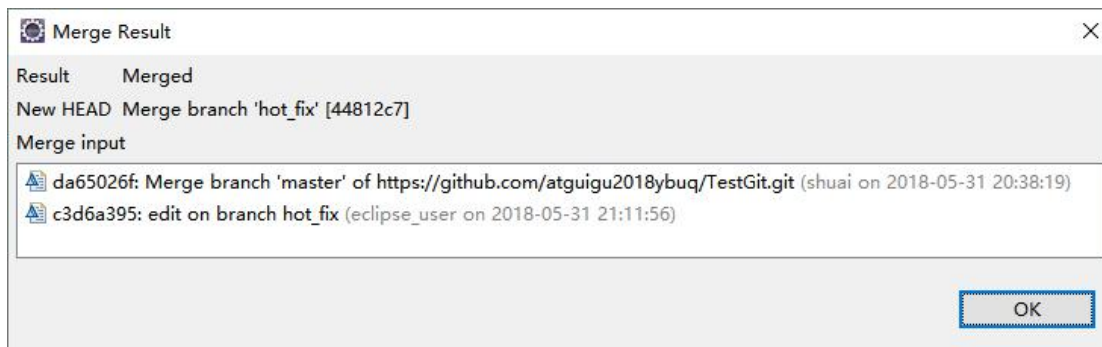 Merge Result
Result Merged
New HEAD Merge branch 'hot_fix' [44812c7]
Merge input
da65026f: Merge branch 'master' of https://github.com/atguigu2018ybuq/TestGit.git (shuai on 2018-05-31 20:38:19)
c3d6a395: edit on branch hot_fix (eclipse_user on 2018-05-31 21:11:56)
OK